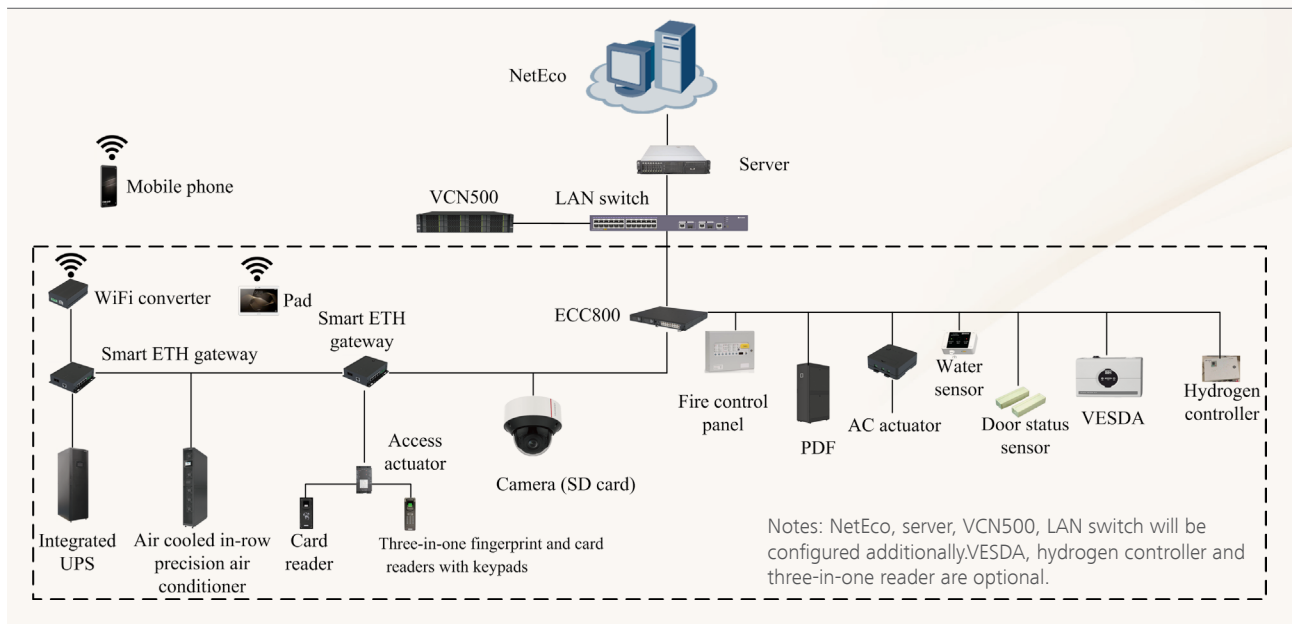 NetEco
Server
Mobile phone
VCN500
LAN switch
WiFi converter
Pad
Smart ETH
gateway
ECC800
Smart ETH gateway
Fire control
panel
PDF
AC actuator
Water
sensor
Door status
sensor
VESDA
Hydrogen
controller
Access
actuator
Camera (SD card)
Integrated
UPS
Air cooled in-row
precision air
conditioner
Card
reader
Three-in-one fingerprint and card
readers with keypads
Notes: NetEco, server, VCN500, LAN switch will be
configured additionally.VESDA, hydrogen controller and
three-in-one reader are optional.